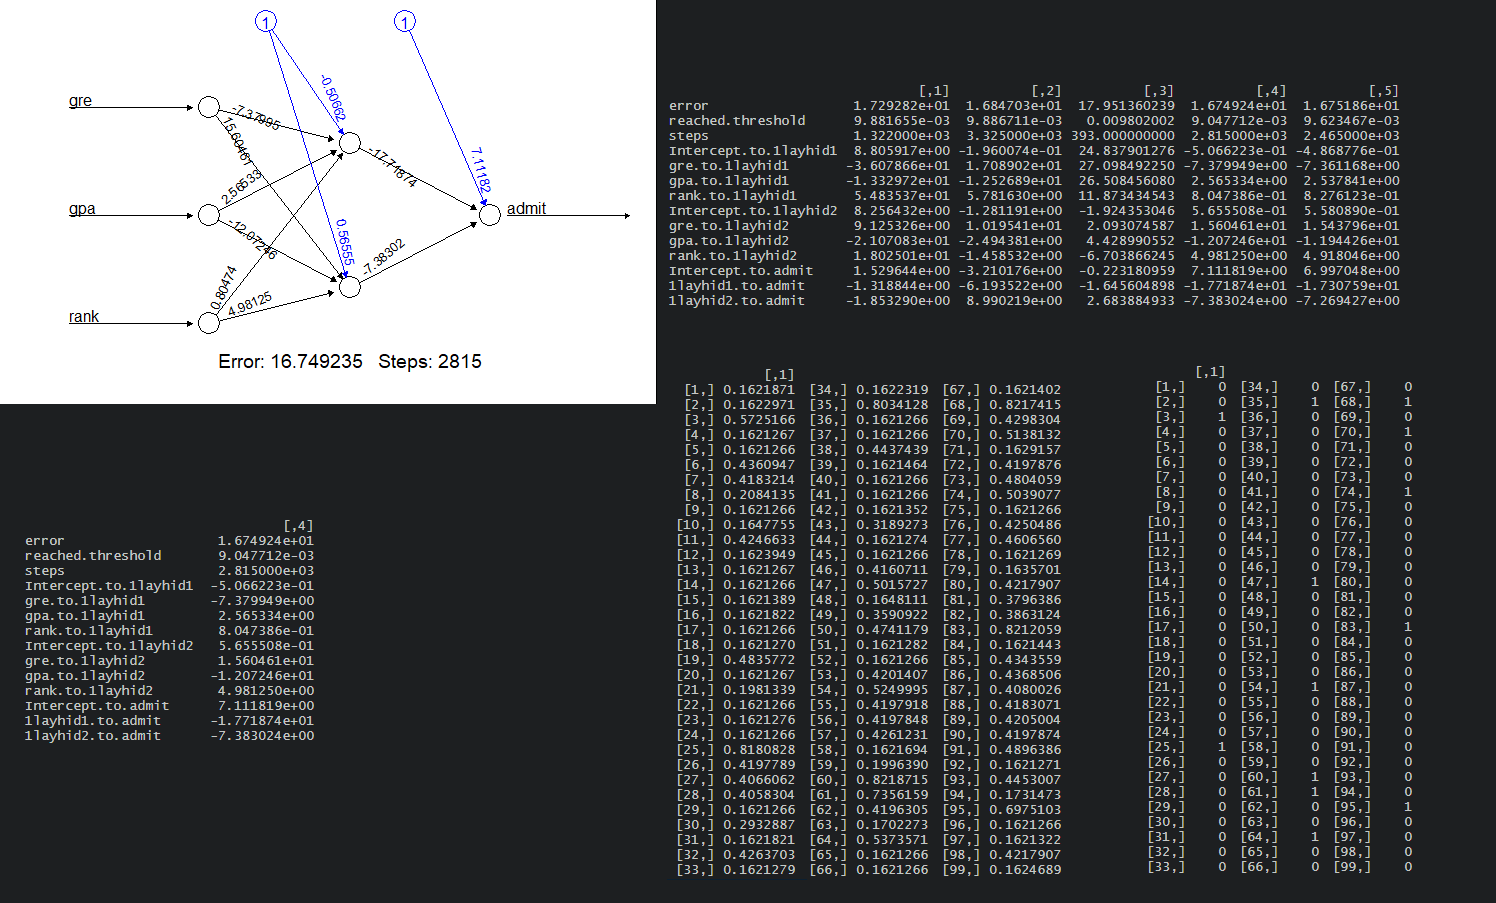 1
1
gre
gpa
rank
admit
-7.37995
15.60461
2.56533
-12.07246
0.80474
4.98125
-0.50662
0.56555
-17.71874
-7.38302
7.11182
Error: 16.749235 Steps: 2815
[,1] [,2] [,3] [,4] [,5]
error 1.729282e+01 1.684703e+01 17.951360239 1.674924e+01 1.675186e+01
reached.threshold 9.881655e-03 9.886711e-03 0.009802002 9.047712e-03 9.623467e-03
steps 1.322000e+03 3.325000e+03 393.000000000 2.815000e+03 2.465000e+03
Intercept.to.1layhid1 8.805917e+00 -1.960074e-01 24.837901276 -5.066223e-01 -4.868776e-01
gre.to.1layhid1 -3.607866e+01 1.708902e+01 27.098492250 -7.379949e+00 -7.361168e+00
gpa.to.1layhid1 -1.332972e+01 -1.252689e+01 26.508456080 2.565334e+00 2.537841e+00
rank.to.1layhid1 5.483537e+01 5.781630e+00 11.873434543 8.047386e-01 8.276123e-01
Intercept.to.1layhid2 8.256432e+00 -1.281191e+00 -1.924353046 5.655508e-01 5.580890e-01
gre.to.1layhid2 9.125326e+00 1.019541e+01 2.093074587 1.560461e+01 1.543796e+01
gpa.to.1layhid2 -2.107083e+01 -2.494381e+00 4.428990552 -1.207246e+01 -1.194426e+01
rank.to.1layhid2 1.802501e+01 -1.458532e+00 -6.703866245 4.981250e+00 4.918046e+00
Intercept.to.admit 1.529644e+00 -3.210176e+00 -0.223180959 7.111819e+00 6.997048e+00
1layhid1.to.admit -1.318844e+00 -6.193522e+00 -1.645604898 -1.771874e+01 -1.730759e+01
1layhid2.to.admit -1.853290e+00 8.990219e+00 2.683884933 -7.383024e+00 -7.269427e+00
[,4]
error 1.674924e+01
reached.threshold 9.047712e-03
steps 2.815000e+03
Intercept.to.1layhid1 -5.066223e-01
gre.to.1layhid1 -7.379949e+00
gpa.to.1layhid1 2.565334e+00
rank.to.1layhid1 8.047386e-01
Intercept.to.1layhid2 5.655508e-01
gre.to.1layhid2 1.560461e+01
gpa.to.1layhid2 -1.207246e+01
rank.to.1layhid2 4.981250e+00
Intercept.to.admit 7.111819e+00
1layhid1.to.admit -1.771874e+01
1layhid2.to.admit -7.383024e+00
[,1]
[1,] 0.1621871 [34,] 0.1622319 [67,] 0.1621402
[2,] 0.1622971 [35,] 0.8034128 [68,] 0.8217415
[3,] 0.5725166 [36,] 0.1621266 [69,] 0.4298304
[4,] 0.1621267 [37,] 0.1621266 [70,] 0.5138132
[5,] 0.1621266 [38,] 0.4437439 [71,] 0.1629157
[6,] 0.4360947 [39,] 0.1621464 [72,] 0.4197876
[7,] 0.4183214 [40,] 0.1621266 [73,] 0.4804059
[8,] 0.2084135 [41,] 0.1621266 [74,] 0.5039077
[9,] 0.1621266 [42,] 0.1621352 [75,] 0.1621266
[10,] 0.1647755 [43,] 0.3189273 [76,] 0.4250486
[11,] 0.4246633 [44,] 0.1621274 [77,] 0.4606560
[12,] 0.1623949 [45,] 0.1621266 [78,] 0.1621269
[13,] 0.1621267 [46,] 0.4160711 [79,] 0.1635701
[14,] 0.1621266 [47,] 0.5015727 [80,] 0.4217907
[15,] 0.1621389 [48,] 0.1648111 [81,] 0.3796386
[16,] 0.1621822 [49,] 0.3590922 [82,] 0.3863124
[17,] 0.1621266 [50,] 0.4741179 [83,] 0.8212059
[18,] 0.1621270 [51,] 0.1621282 [84,] 0.1621443
[19,] 0.4835772 [52,] 0.1621266 [85,] 0.4343559
[20,] 0.1621267 [53,] 0.4201407 [86,] 0.4368506
[21,] 0.1981339 [54,] 0.5249995 [87,] 0.4080026
[22,] 0.1621266 [55,] 0.4197918 [88,] 0.4183071
[23,] 0.1621276 [56,] 0.4197848 [89,] 0.4205004
[24,] 0.1621266 [57,] 0.4261231 [90,] 0.4197874
[25,] 0.8180828 [58,] 0.1621694 [91,] 0.4896386
[26,] 0.4197789 [59,] 0.1996390 [92,] 0.1621271
[27,] 0.4066062 [60,] 0.8218715 [93,] 0.4453007
[28,] 0.4058304 [61,] 0.7356159 [94,] 0.1731473
[29,] 0.1621266 [62,] 0.4196305 [95,] 0.6975103
[30,] 0.2932887 [63,] 0.1702273 [96,] 0.1621266
[31,] 0.1621821 [64,] 0.5373571 [97,] 0.1621322
[32,] 0.4263703 [65,] 0.1621266 [98,] 0.4217907
[33,] 0.1621279 [66,] 0.1621266 [99,] 0.1624689
[,1]
[1,] 0 [34,] 0 [67,] 0
[2,] 0 [35,] 1 [68,] 1
[3,] 1 [36,] 0 [69,] 0
[4,] 0 [37,] 0 [70,] 1
[5,] 0 [38,] 0 [71,] 0
[6,] 0 [39,] 0 [72,] 0
[7,] 0 [40,] 0 [73,] 0
[8,] 0 [41,] 0 [74,] 1
[9,] 0 [42,] 0 [75,] 0
[10,] 0 [43,] 0 [76,] 0
[11,] 0 [44,] 0 [77,] 0
[12,] 0 [45,] 0 [78,] 0
[13,] 0 [46,] 0 [79,] 0
[14,] 0 [47,] 1 [80,] 0
[15,] 0 [48,] 0 [81,] 0
[16,] 0 [49,] 0 [82,] 0
[17,] 0 [50,] 0 [83,] 1
[18,] 0 [51,] 0 [84,] 0
[19,] 0 [52,] 0 [85,] 0
[20,] 0 [53,] 0 [86,] 0
[21,] 0 [54,] 1 [87,] 0
[22,] 0 [55,] 0 [88,] 0
[23,] 0 [56,] 0 [89,] 0
[24,] 0 [57,] 0 [90,] 0
[25,] 1 [58,] 0 [91,] 0
[26,] 0 [59,] 0 [92,] 0
[27,] 0 [60,] 1 [93,] 0
[28,] 0 [61,] 1 [94,] 0
[29,] 0 [62,] 0 [95,] 1
[30,] 0 [63,] 0 [96,] 0
[31,] 0 [64,] 1 [97,] 0
[32,] 0 [65,] 0 [98,] 0
[33,] 0 [66,] 0 [99,] 0